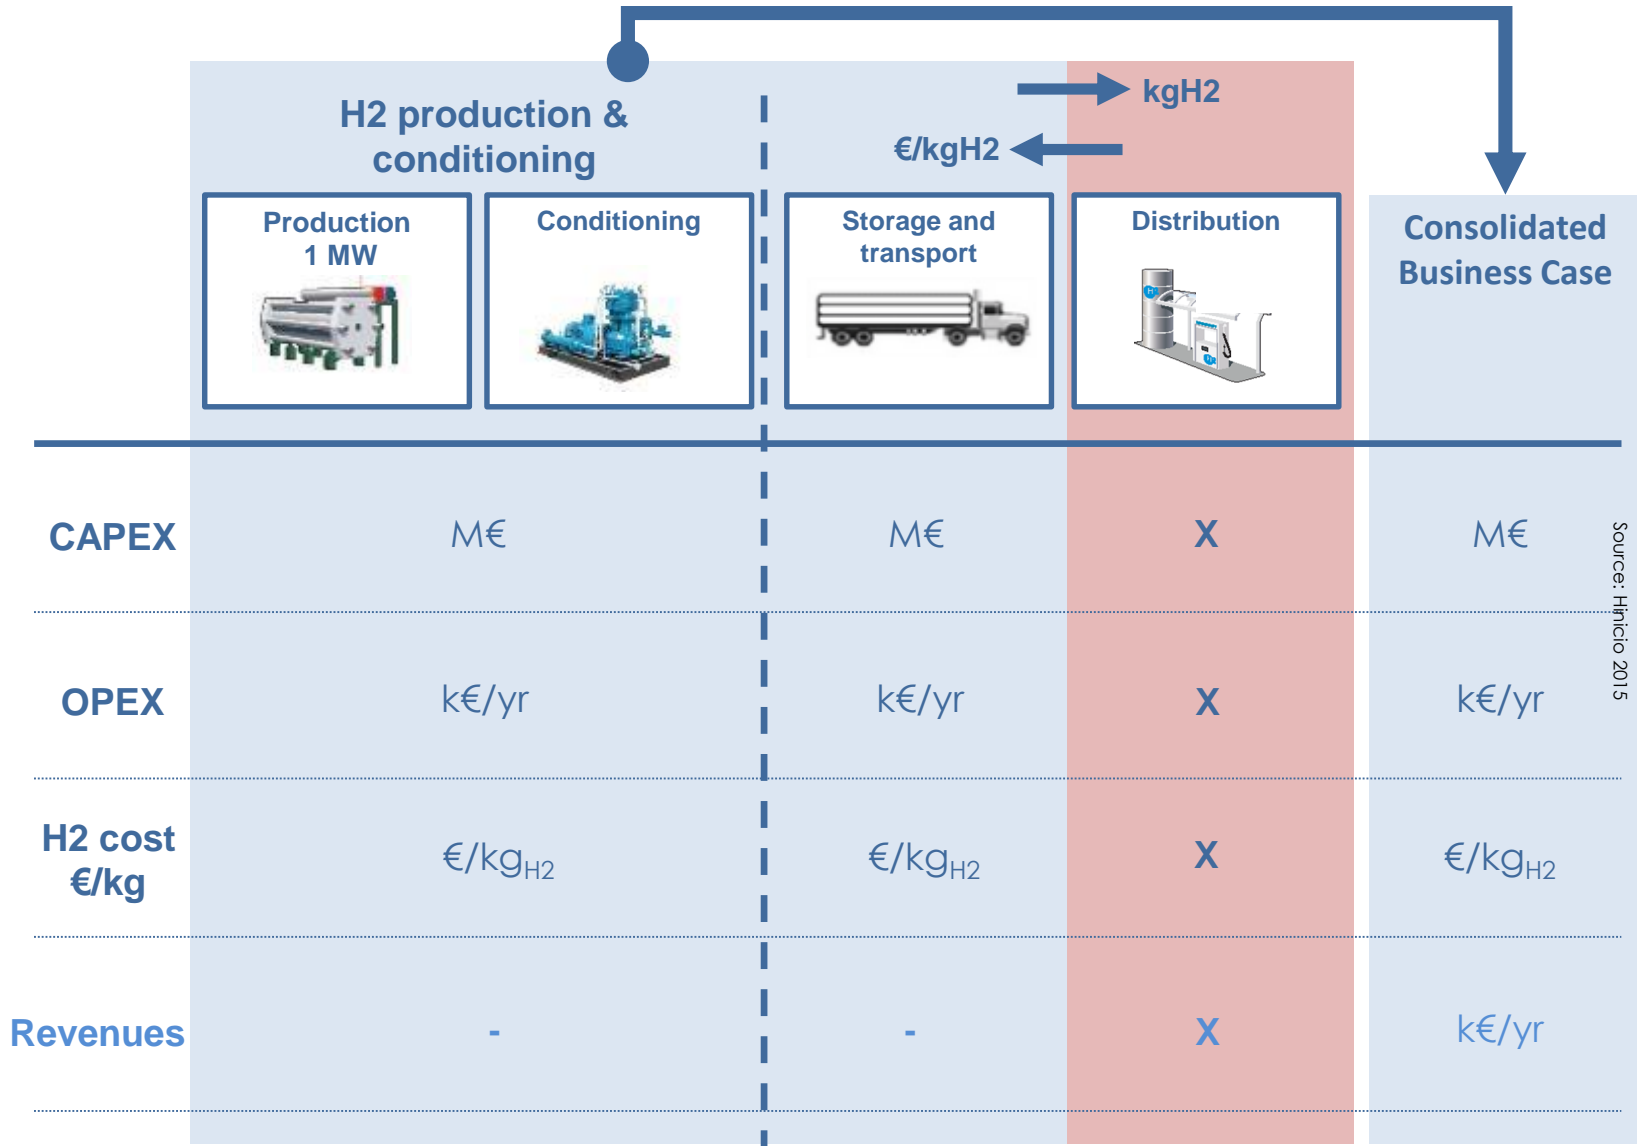 kgH2
€/kgH2
H2 production &
conditioning
Production
1 MW
Conditioning
Storage and
transport
Distribution
Consolidated
Business Case
CAPEX
M€
M€
X
M€
OPEX
k€/yr
k€/yr
X
k€/yr
H2 cost
€/kg
€/kgH2
€/kgH2
X
€/kgH2
Revenues
-
-
X
k€/yr
Source: Hinicio 2015